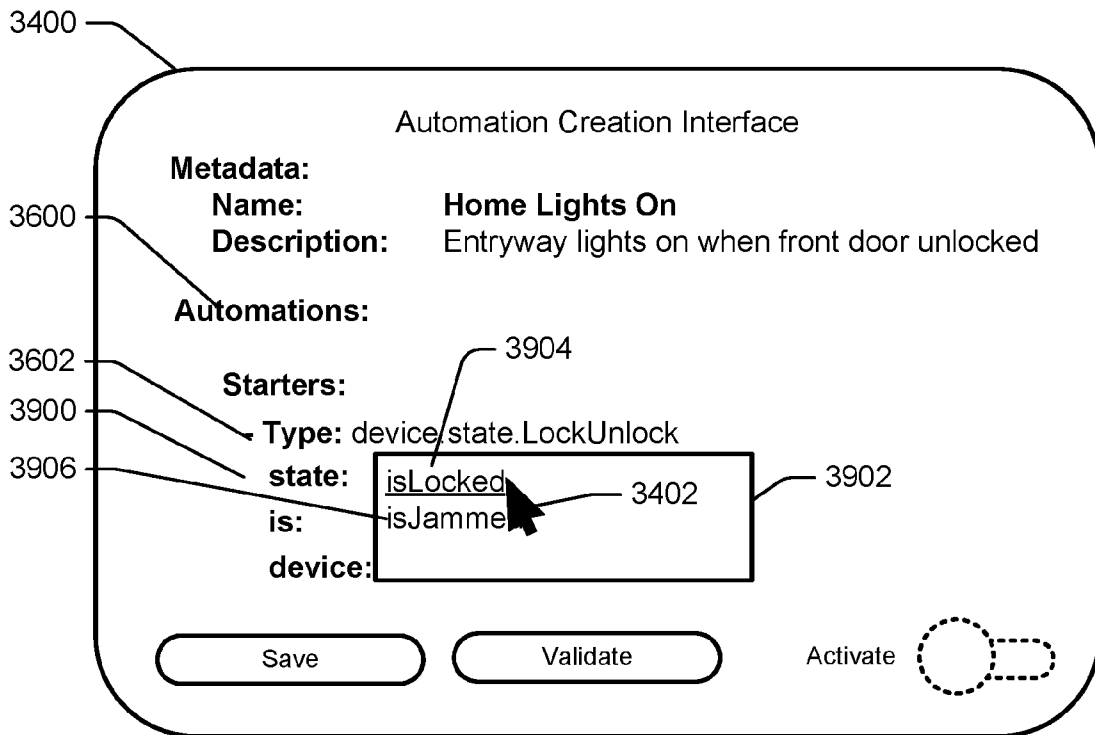 3400
Automation Creation Interface
Metadata:
Name: Home Lights On
3600
Description: Entryway lights on when front door unlocked
Automations:
3602
3904
Starters:
3900
- Type: device.state.LockUnlock
3906
state: isLocked
3902
3402
is: isJamme
device:
Save Validate Activate